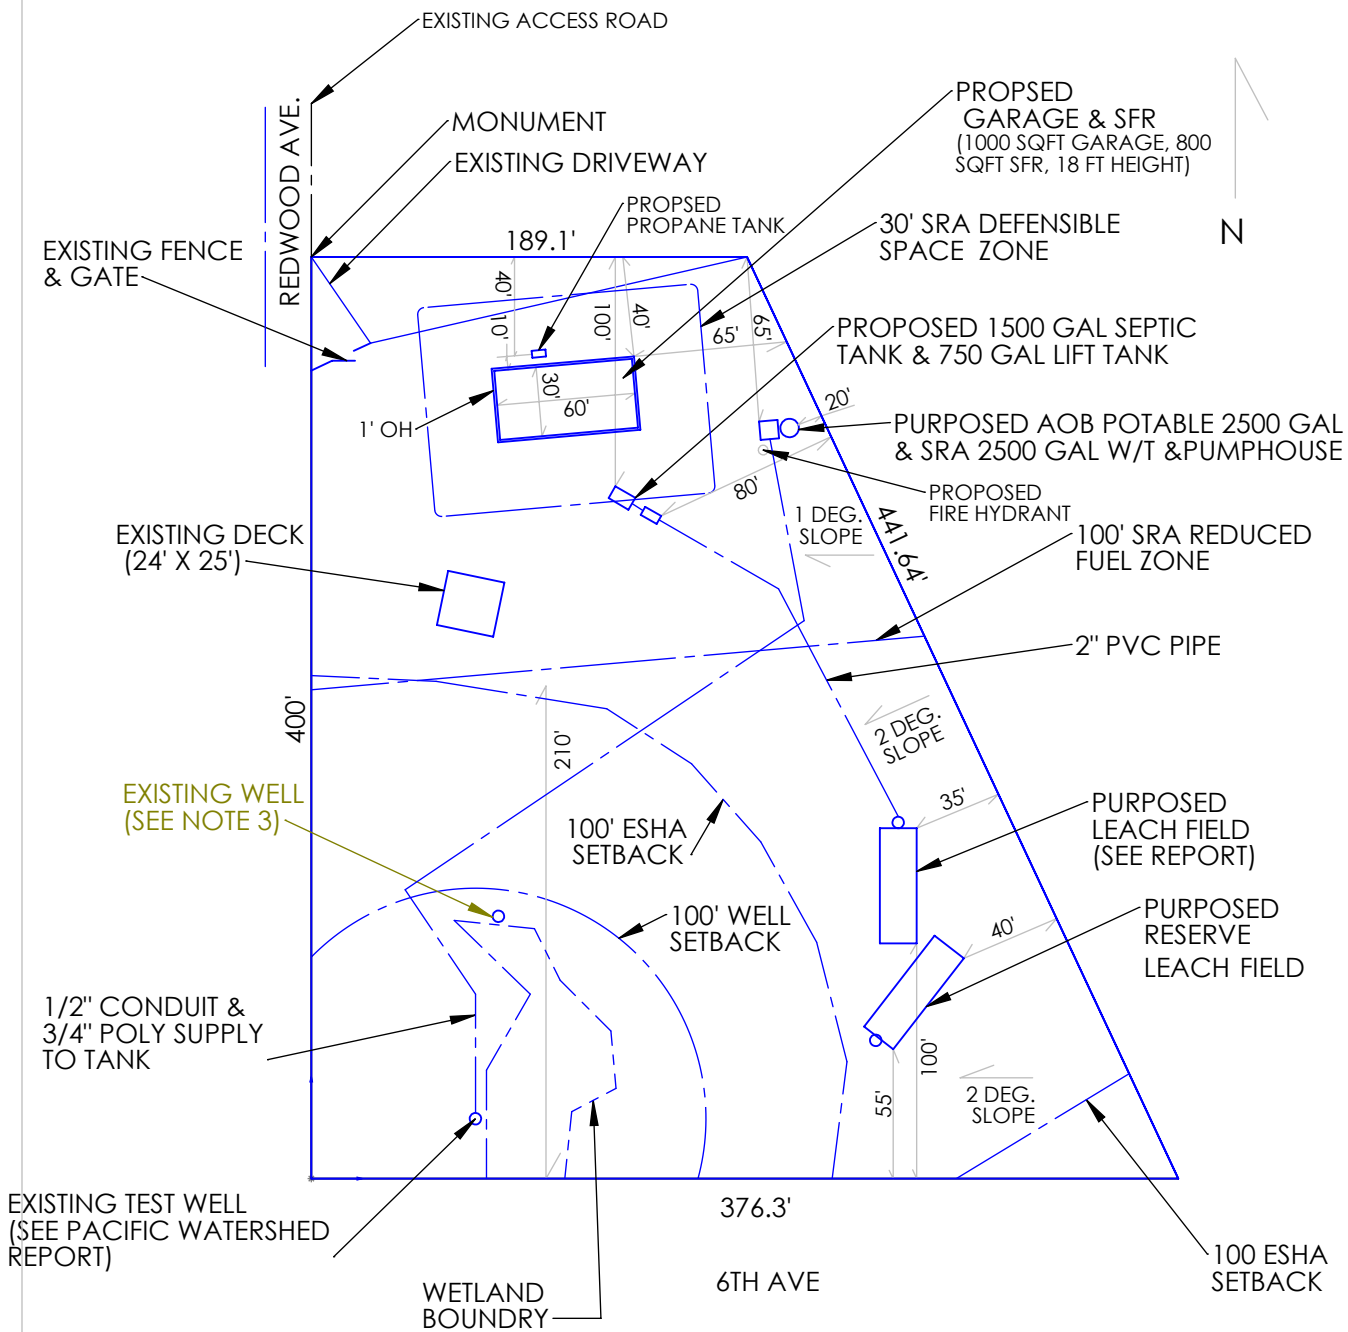 EXISTING ACCESS ROAD
REDWOOD AVE.
MONUMENT
EXISTING DRIVEWAY
PROPSED
GARAGE & SFR
(1000 SQFT GARAGE, 800
SQFT SFR, 18 FT HEIGHT)
PROPSED
PROPANE TANK
30' SRA DEFENSIBLE
SPACE ZONE
N
EXISTING FENCE
& GATE
189.1'
40'
10'
100'
40'
65'
65'
PROPOSED 1500 GAL SEPTIC
TANK & 750 GAL LIFT TANK
30'
60'
1' OH
20'
PURPOSED AOB POTABLE 2500 GAL
& SRA 2500 GAL W/T &PUMPHOUSE
80'
PROPOSED
FIRE HYDRANT
1 DEG.
SLOPE
441.64'
EXISTING DECK
(24' X 25')
100' SRA REDUCED
FUEL ZONE
2" PVC PIPE
400'
210'
2 DEG.
SLOPE
EXISTING WELL
(SEE NOTE 3)
100' ESHA
SETBACK
35'
PURPOSED
LEACH FIELD
(SEE REPORT)
100' WELL
SETBACK
40'
PURPOSED
RESERVE
LEACH FIELD
1/2" CONDUIT &
3/4" POLY SUPPLY
TO TANK
55'
100'
2 DEG.
SLOPE
EXISTING TEST WELL
(SEE PACIFIC WATERSHED
REPORT)
376.3'
WETLAND
BOUNDRY
6TH AVE
100 ESHA
SETBACK